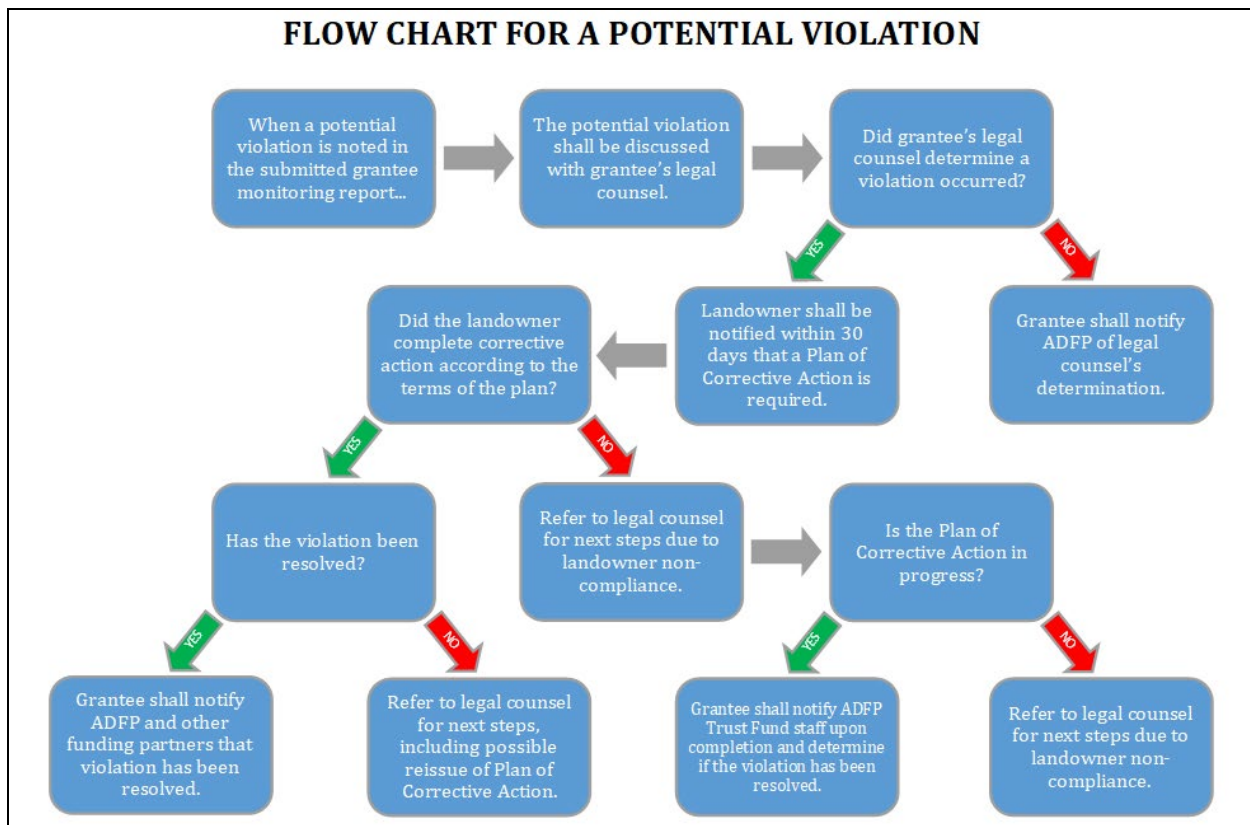 FLOW CHART FOR A POTENTIAL VIOLATION
When a potential
violation is noted in
the submitted grantee
monitoring report...
The potential violation
shall be discussed
with grantee's legal
counsel.
Did grantee's legal
counsel determine a
violation occurred?
YES
NO
Did the landowner
complete corrective
action according to the
terms of the plan?
Landowner shall be
notified within 30
days that a Plan of
Corrective Action is
required.
Grantee shall notify
ADFP of legal
counsel's
determination.
YES
NO
Has the violation been
resolved?
Refer to legal counsel
for next steps due to
landowner non-
compliance.
Is the Plan of
Corrective Action in
progress?
YES
NO
YES
NO
Grantee shall notify
ADFP and other
funding partners that
violation has been
resolved.
Refer to legal counsel
for next steps,
including possible
reissue of Plan of
Corrective Action.
Grantee shall notify ADFP
Trust Fund staff upon
completion and determine
if the violation has been
resolved.
Refer to legal counsel
for next steps due to
landowner non-
compliance.